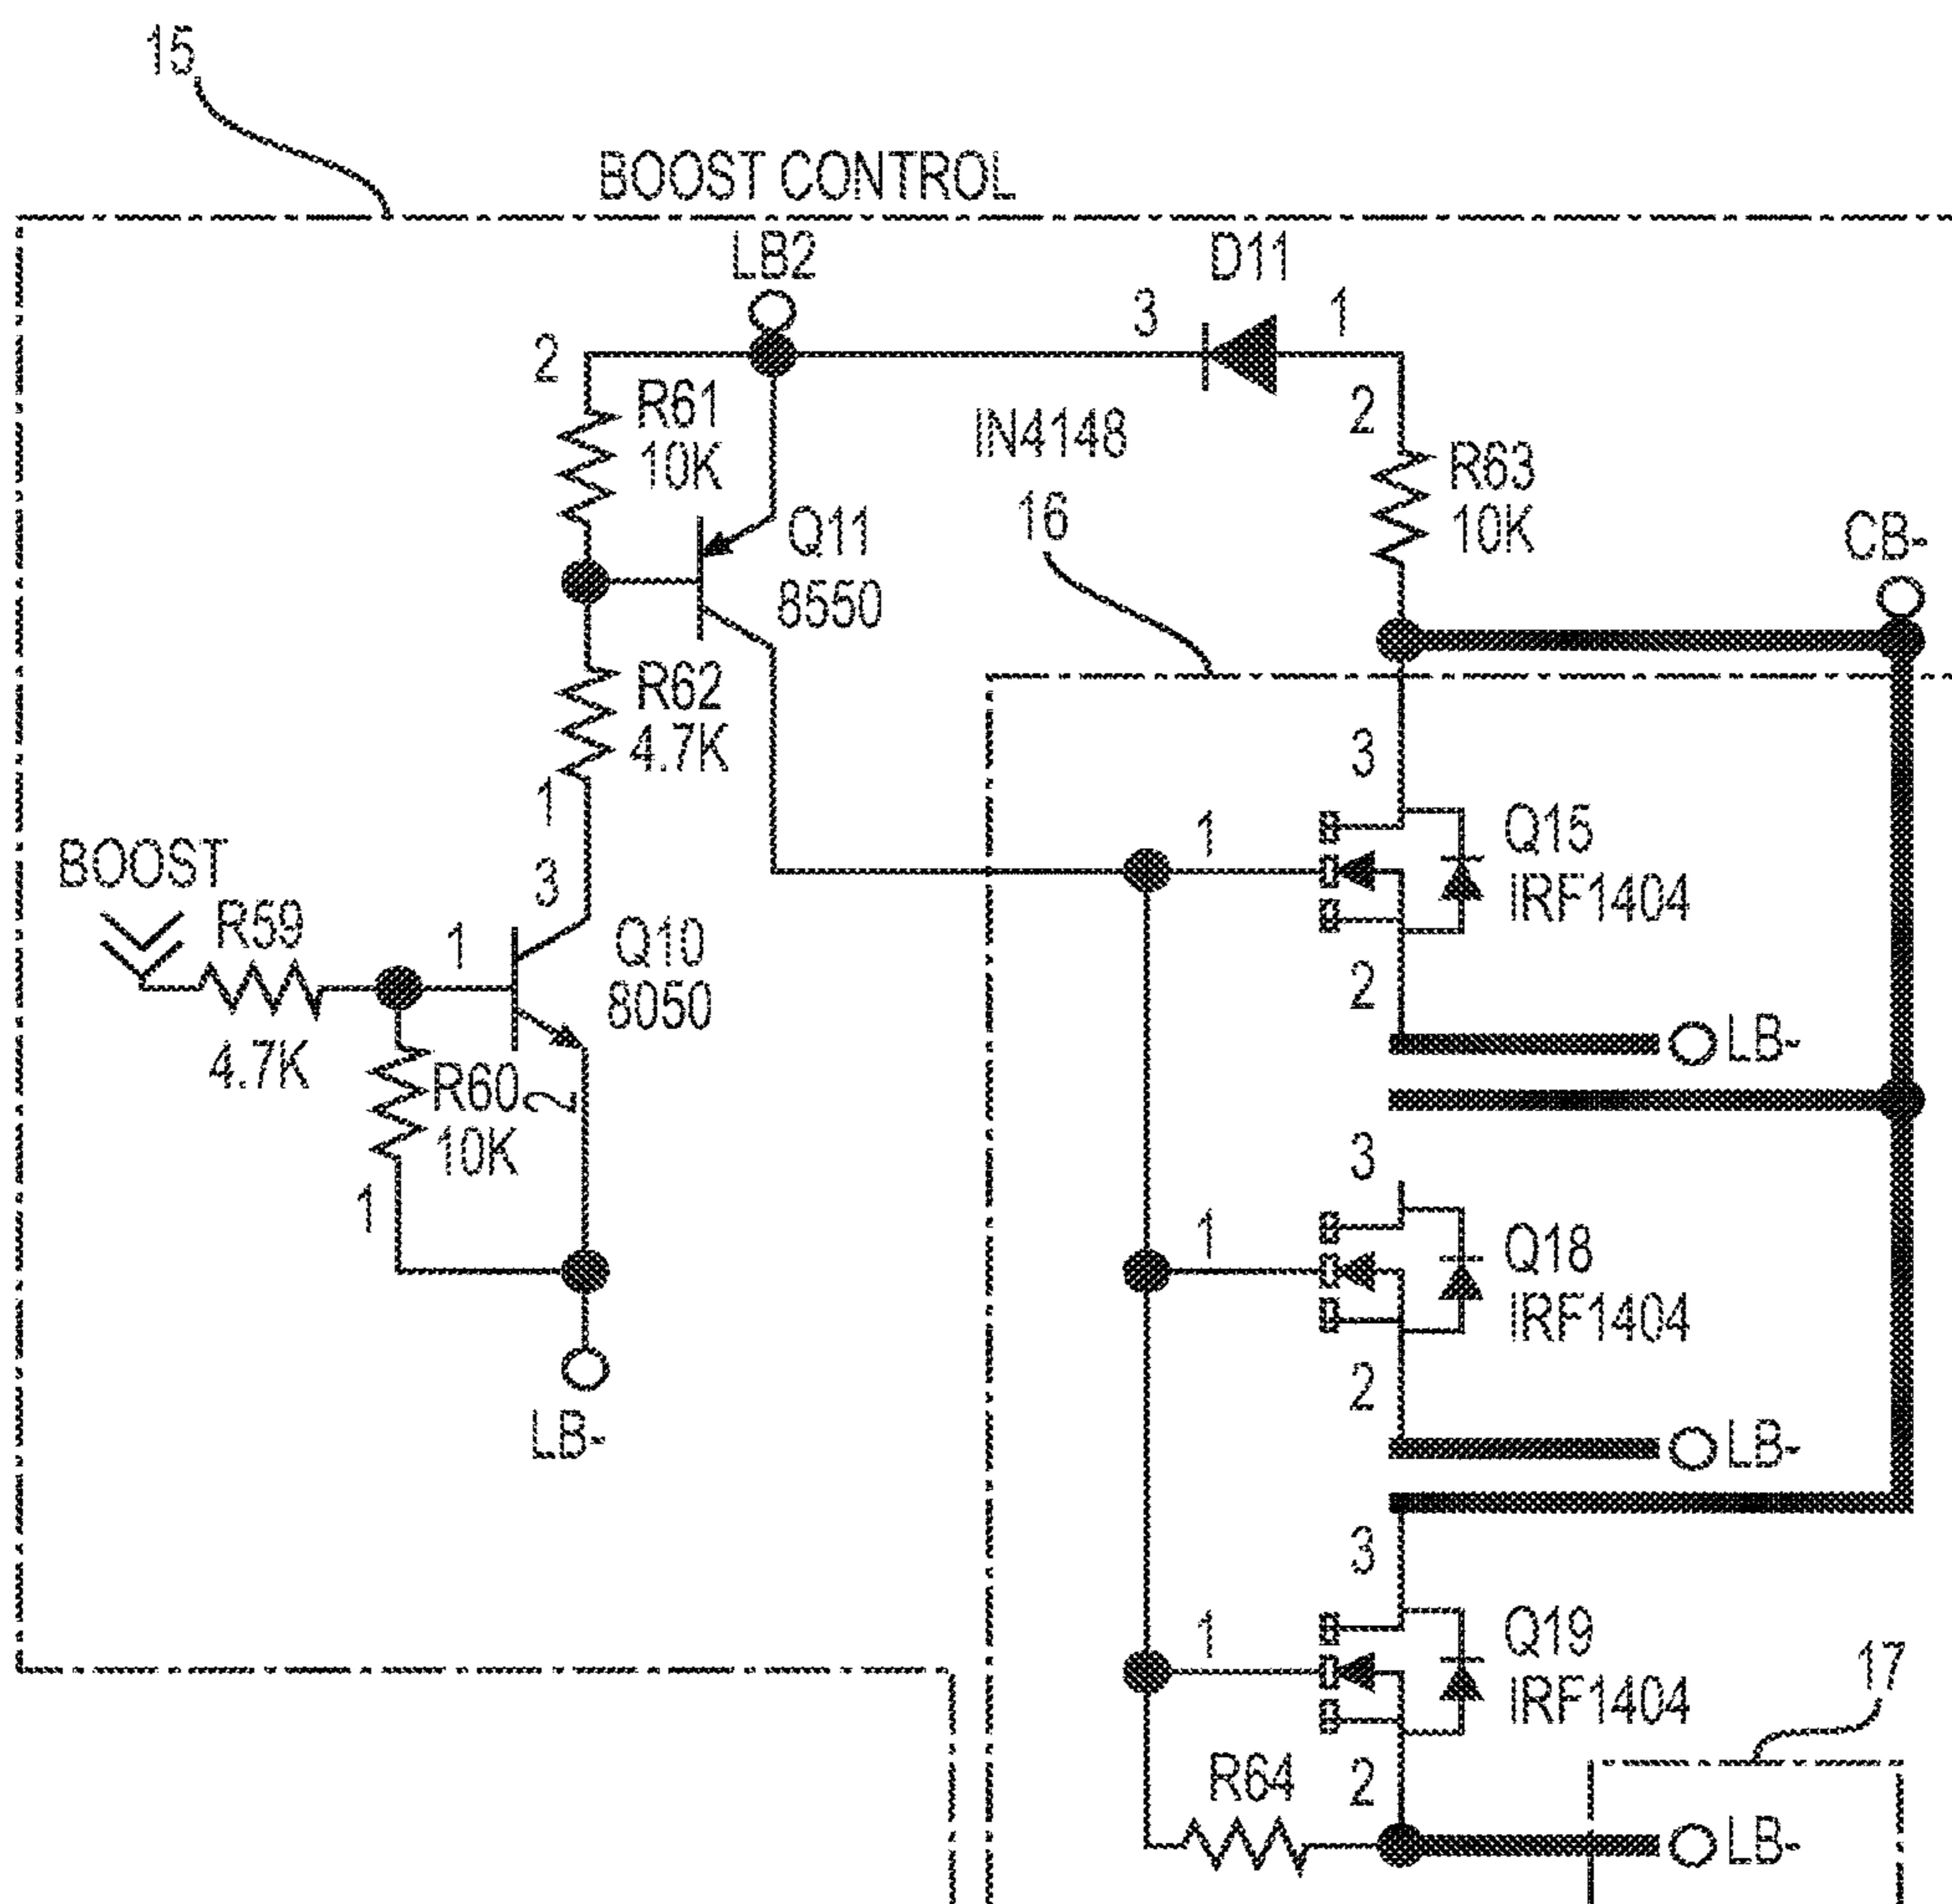 15
BOOST CONTROL
LB2
D11
3
1
2
2
R61
10K
IN4148
R63
10K
16
Q11
8550
CB-
R62
4.7K
1
3
3
1
Q15
IRF1404
BOOST
R59
1
Q10
8050
4.7K
2
LB-
R60
10K
2
1
3
1
Q18
IRF1404
2
LB-
LB-
3
1
Q19
IRF1404
17
R64
2
LB-